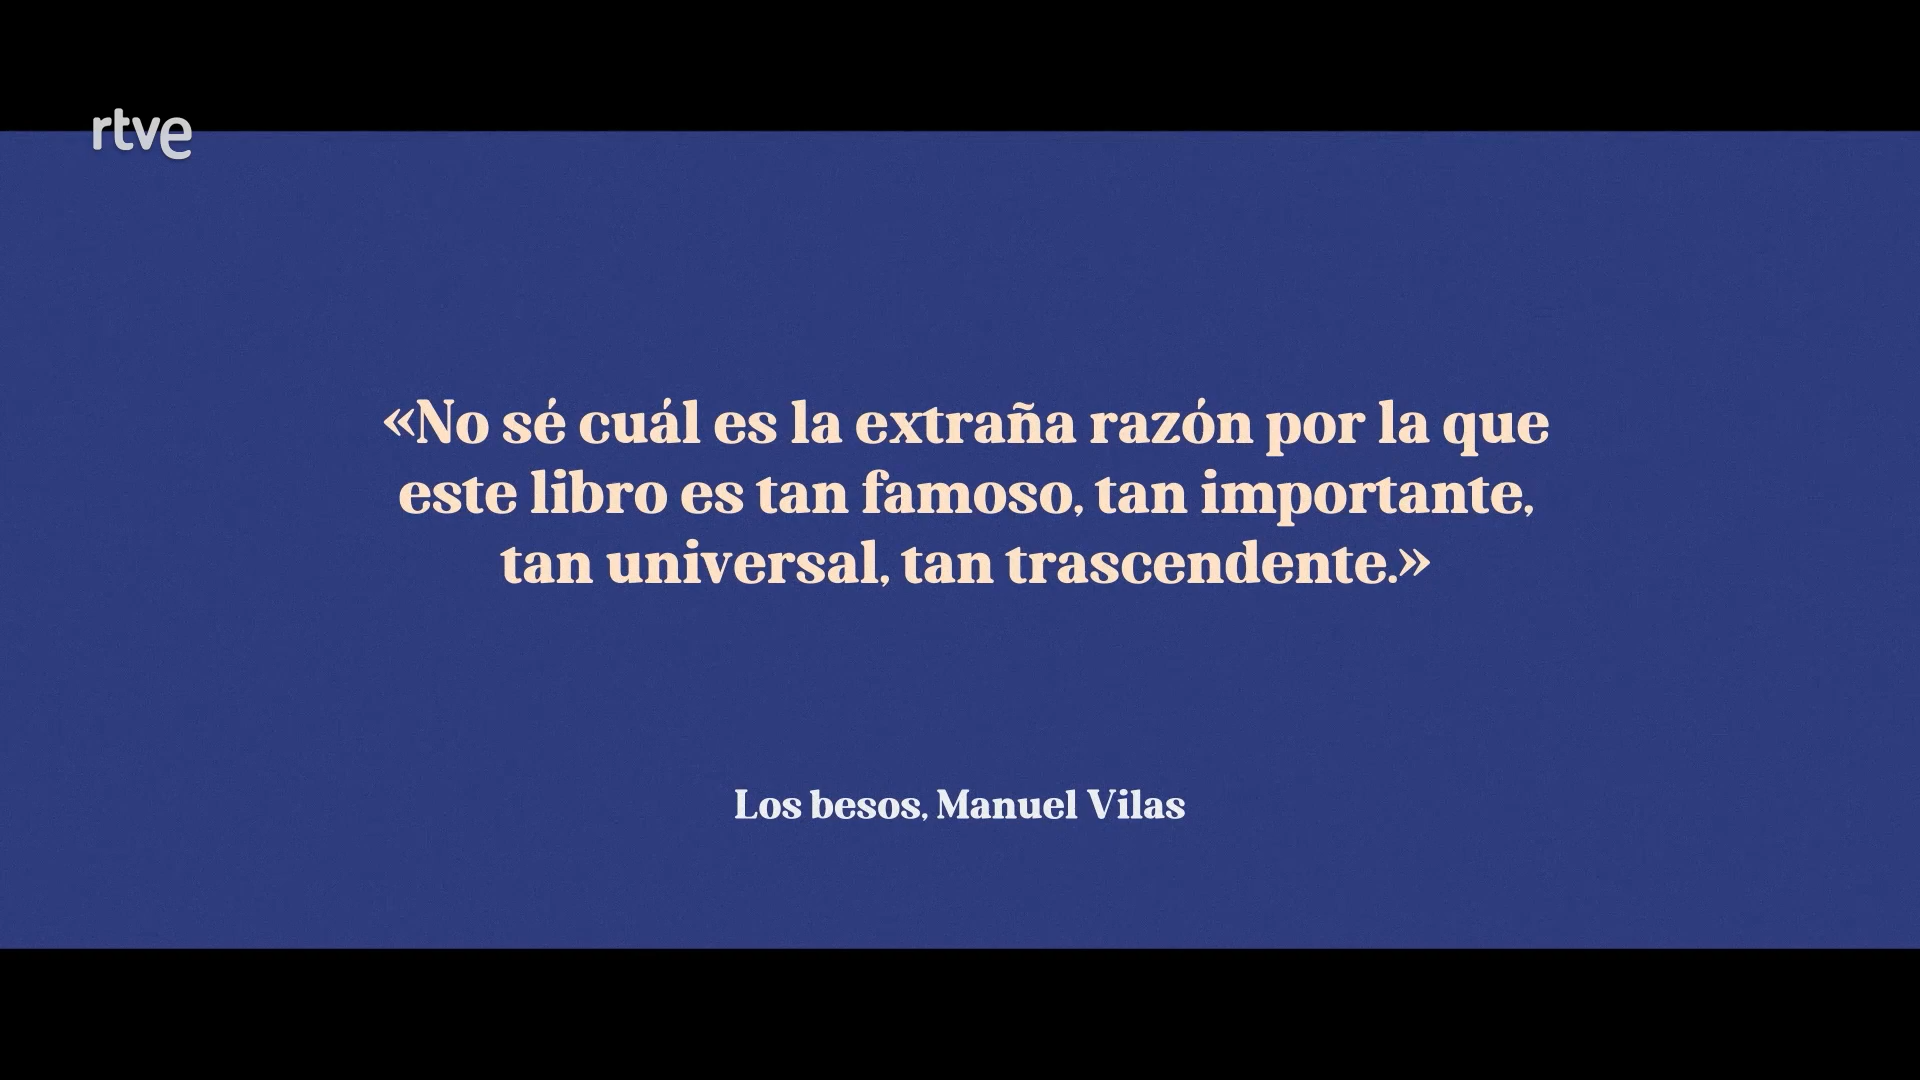 rtve
«No sé cuál es la extraña razón por la que
este libro es tan famoso, tan importante,
tan universal, tan trascendente.»
Los besos, Manuel Vilas